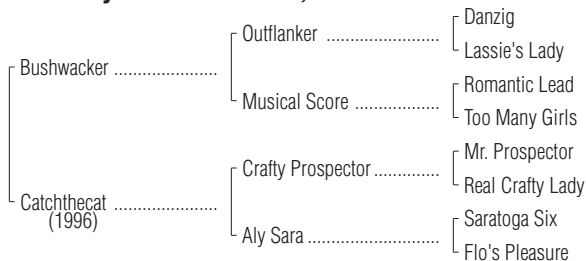 Danzig
Outflanker ........................
Lassie's Lady
Bushwacker ......................
Romantic Lead
Musical Score ..................
Too Many Girls
Mr. Prospector
Crafty Prospector ..............
Real Crafty Lady
Catchthecat ......................
(1996)
Saratoga Six
Aly Sara ............................
Flo's Pleasure